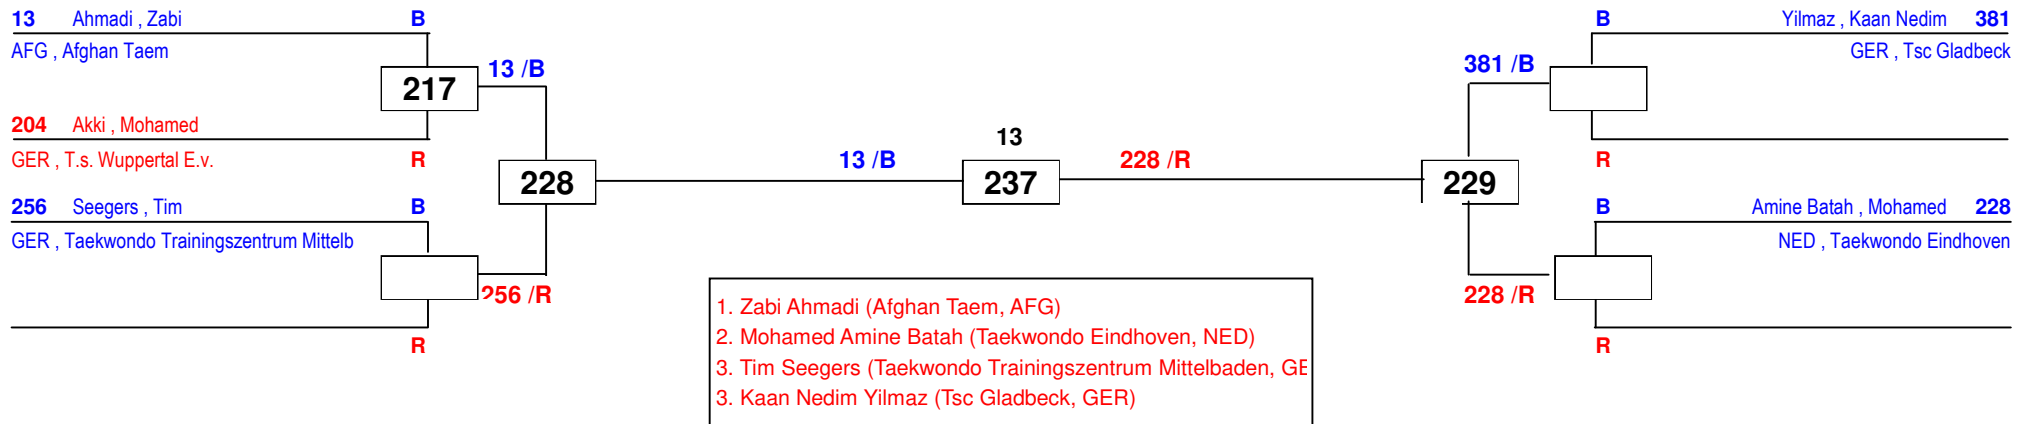 13 Ahmadi , Zabi B
AFG , Afghan Taem
217
13 /B
204 Akki , Mohamed
GER , T.s. Wuppertal E.v. R
228
256 Seegers , Tim B
GER , Taekwondo Trainingszentrum Mittelb
256 /R
R
13 /B
13
237
228 /R
B Yilmaz , Kaan Nedim 381
GER , Tsc Gladbeck
381 /B
R
229
B Amine Batah , Mohamed 228
NED , Taekwondo Eindhoven
228 /R
R
1. Zabi Ahmadi (Afghan Taem, AFG)
2. Mohamed Amine Batah (Taekwondo Eindhoven, NED)
3. Tim Seegers (Taekwondo Trainingszentrum Mittelbaden, GE
3. Kaan Nedim Yilmaz (Tsc Gladbeck, GER)